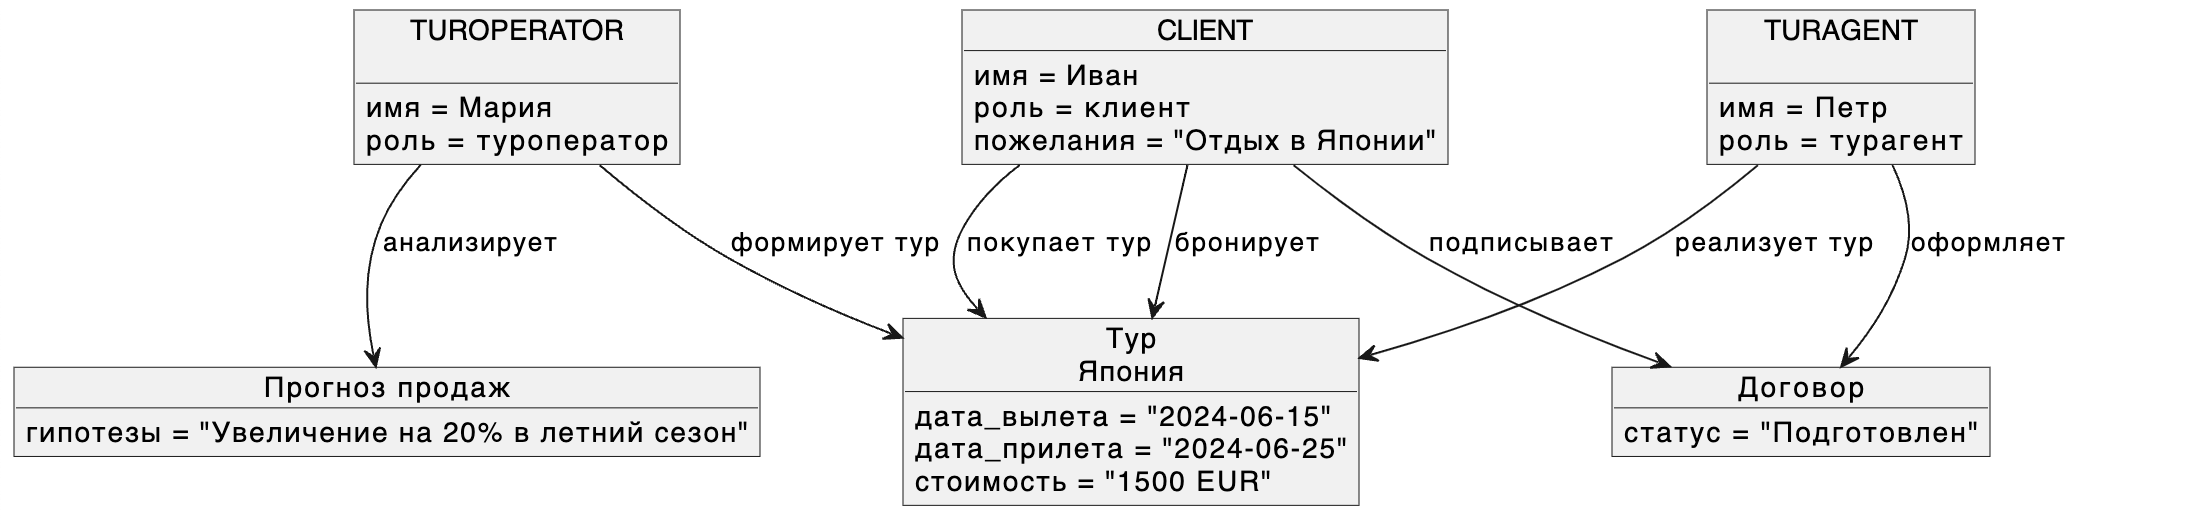 TUROPERATOR
имя = Мария
роль = туроператор
CLIENT
имя = Иван
роль = клиент
пожелания = "Отдых в Японии"
TURAGENT
имя = Петр
роль = турагент
анализирует
формирует тур
покупает тур
бронирует
подписывает
реализует тур
оформляет
Прогноз продаж
гипотезы = "Увеличение на 20% в летний сезон"
Тур
Япония
дата_вылета = "2024-06-15"
дата_прилета = "2024-06-25"
стоимость = "1500 EUR"
Договор
статус = "Подготовлен"